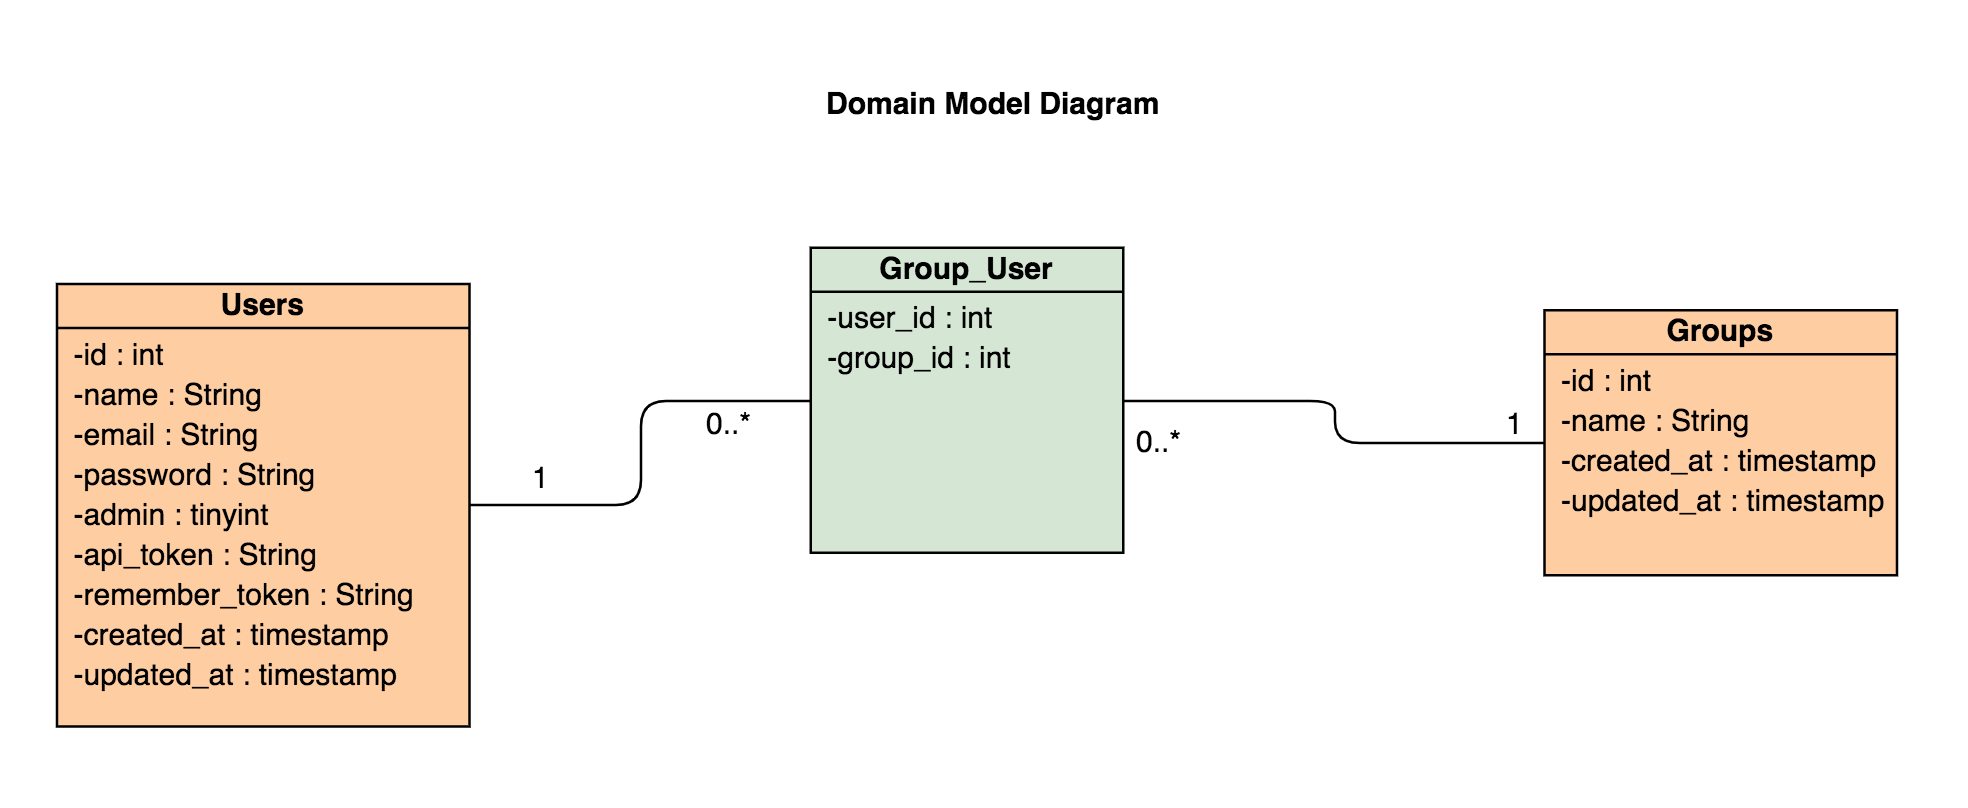 Domain Model Diagram
Users
-id : int
-name : String
-email : String
-password : String
-admin : tinyint
-api_token : String
-remember_token : String
-created_at : timestamp
-updated_at : timestamp
1
0..*
Group_User
-user_id : int
-group_id : int
0..*
1
Groups
-id : int
-name : String
-created_at : timestamp
-updated_at : timestamp